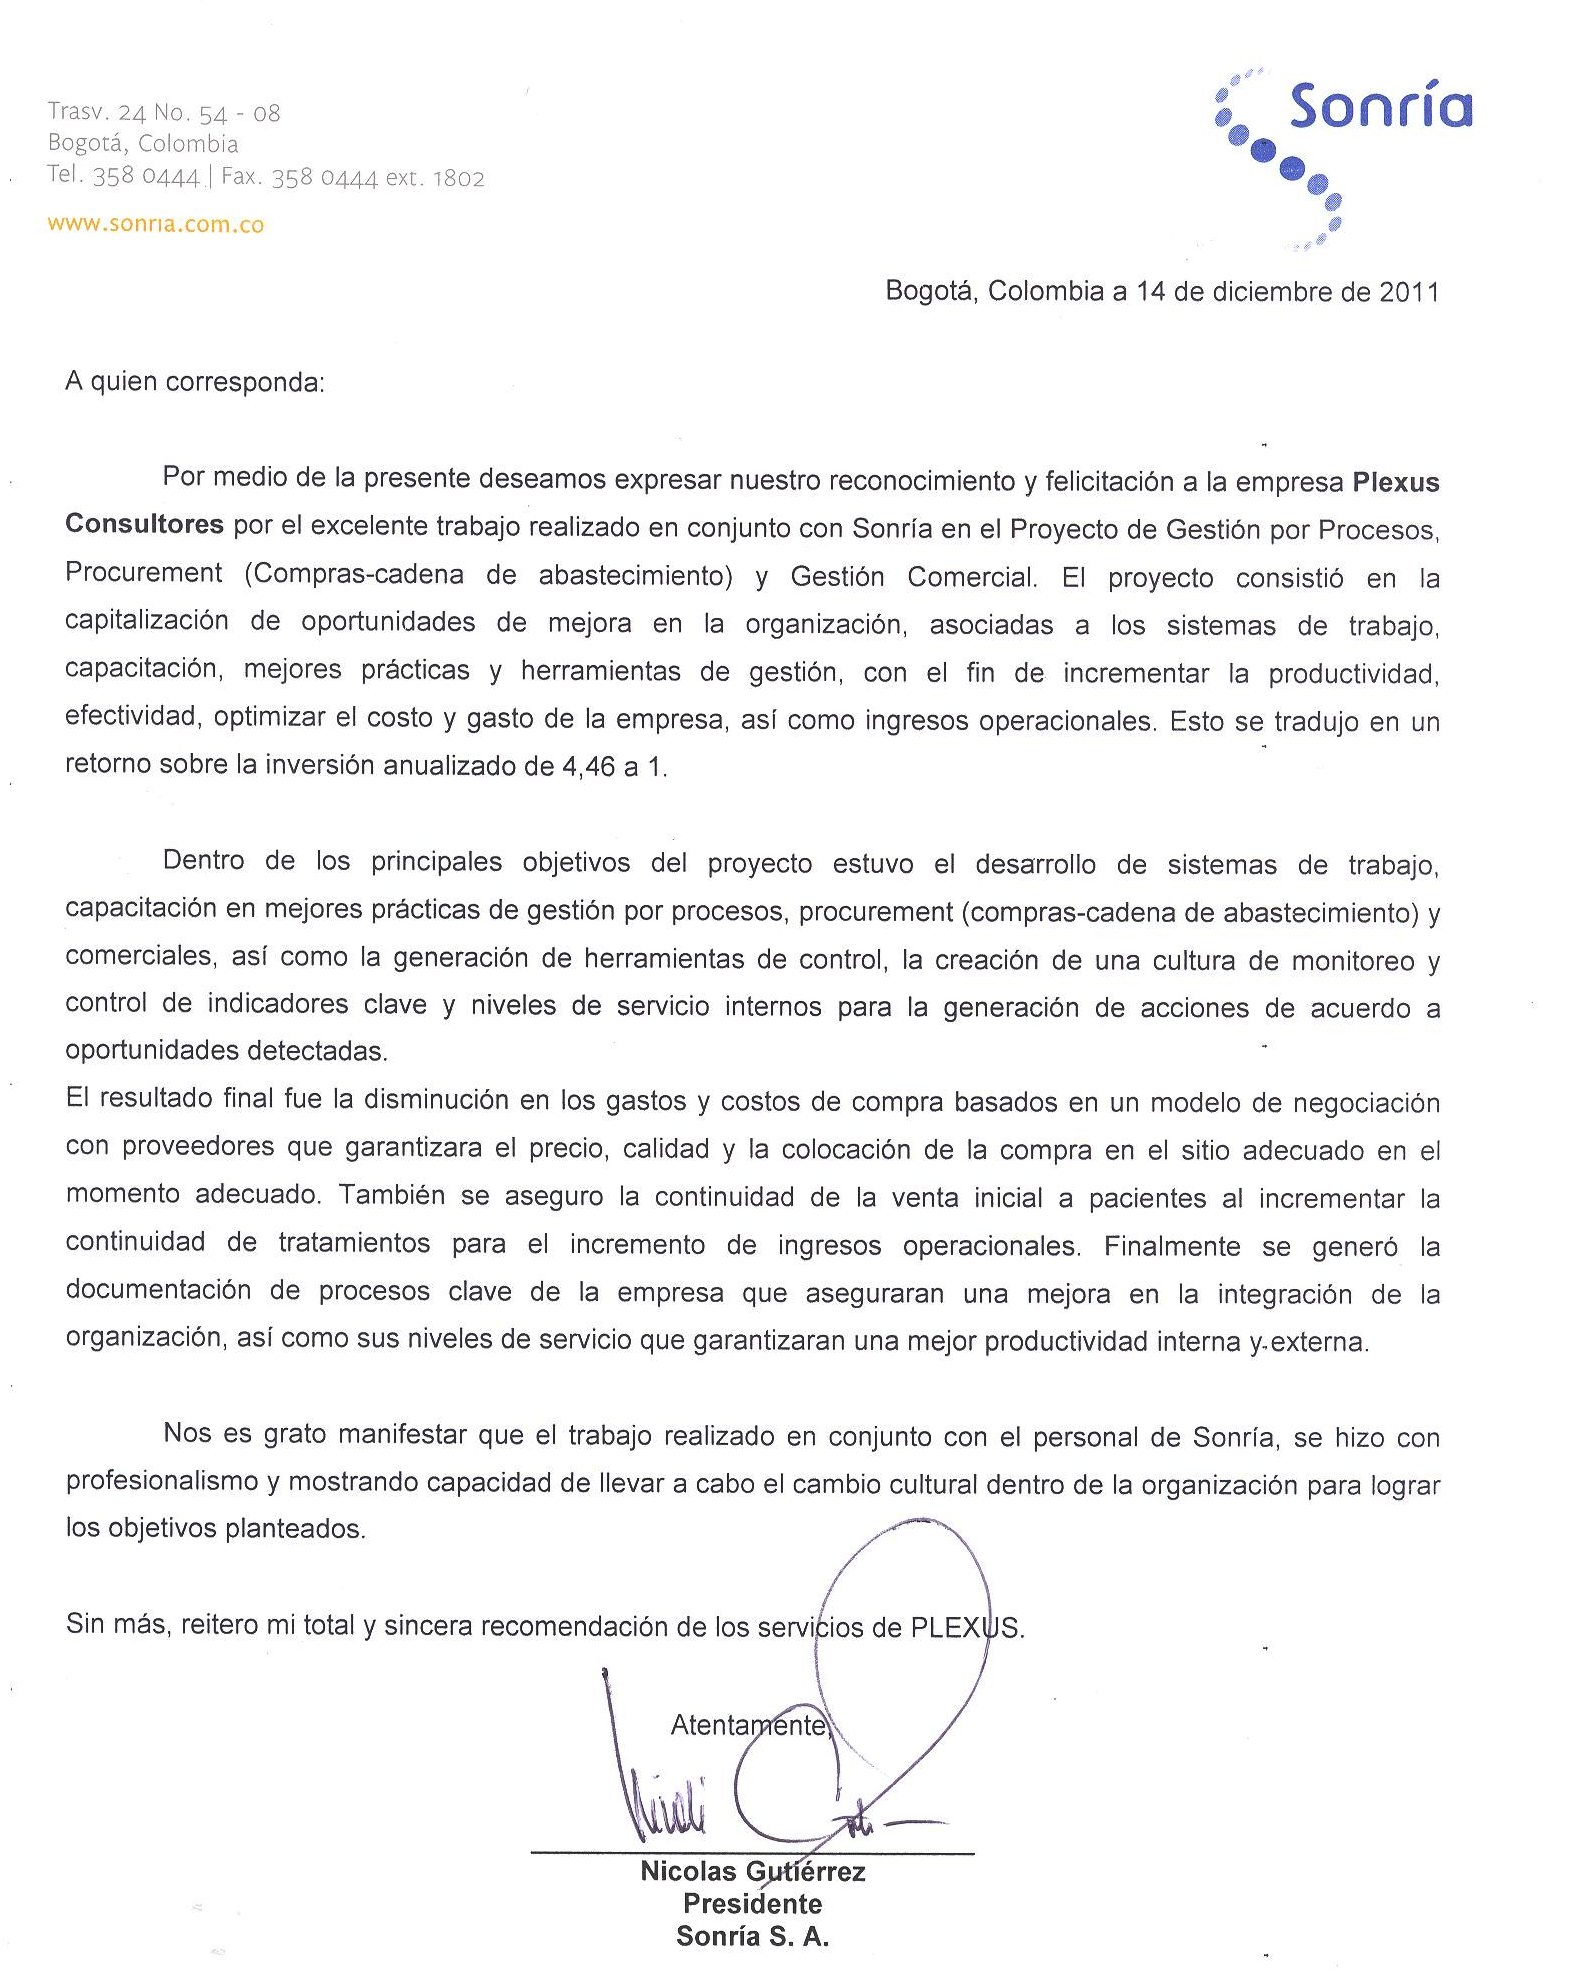 Trasv. 24 No. 54 - 08
Bogotá, Colombia
Tel. 358 0444 | Fax. 358 0444 ext. 1802
www.sonria.com.co
Sonría
Bogotá, Colombia a 14 de diciembre de 2011
A quien corresponda:
Por medio de la presente deseamos expresar nuestro reconocimiento y felicitación a la empresa Plexus
Consultores por el excelente trabajo realizado en conjunto con Sonría en el Proyecto de Gestión por Procesos,
Procurement (Compras-cadena de abastecimiento) y Gestión Comercial. El proyecto consistió en la
capitalización de oportunidades de mejora en la organización, asociadas a los sistemas de trabajo,
capacitación, mejores prácticas y herramientas de gestión, con el fin de incrementar la productividad,
efectividad, optimizar el costo y gasto de la empresa, así como ingresos operacionales. Esto se tradujo en un
retorno sobre la inversión anualizado de 4,46 a 1.
Dentro de los principales objetivos del proyecto estuvo el desarrollo de sistemas de trabajo,
capacitación en mejores prácticas de gestión por procesos, procurement (compras-cadena de abastecimiento) y
comerciales, así como la generación de herramientas de control, la creación de una cultura de monitoreo y
control de indicadores clave y niveles de servicio internos para la generación de acciones de acuerdo a
oportunidades detectadas.
El resultado final fue la disminución en los gastos y costos de compra basados en un modelo de negociación
con proveedores que garantizara el precio, calidad y la colocación de la compra en el sitio adecuado en el
momento adecuado. También se aseguro la continuidad de la venta inicial a pacientes al incrementar la
continuidad de tratamientos para el incremento de ingresos operacionales. Finalmente se generó la
documentación de procesos clave de la empresa que aseguraran una mejora en la integración de la
organización, así como sus niveles de servicio que garantizaran una mejor productividad interna y externa.
Nos es grato manifestar que el trabajo realizado en conjunto con el personal de Sonría, se hizo con
profesionalismo y mostrando capacidad de llevar a cabo el cambio cultural dentro de la organización para lograr
los objetivos planteados.
Sin más, reitero mi total y sincera recomendación de los servicios de PLEXUS.
Atentamente,
Nicolas Gutiérrez
Presidente
Sonría S. A.